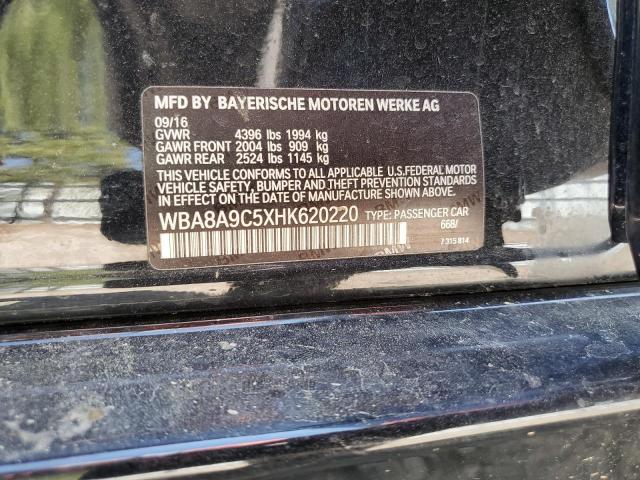 MFD BY BAYERISCHE MOTOREN WERKE AG
09/16
GVWR 4396 lbs 1994 kg
GAWR FRONT 2004 lbs 909 kg
GAWR REAR 2524 lbs 1145 kg
THIS VEHICLE CONFORMS TO ALL APPLICABLE U.S.FEDERAL MOTOR
VEHICLE SAFETY, BUMPER, AND THEFT PREVENTION STANDARDS
IN EFFECT ON THE DATE OF MANUFACTURE SHOWN ABOVE.
WBA8A9C5XHK620220 TYPE: PASSENGER CAR
668/
7 315 814